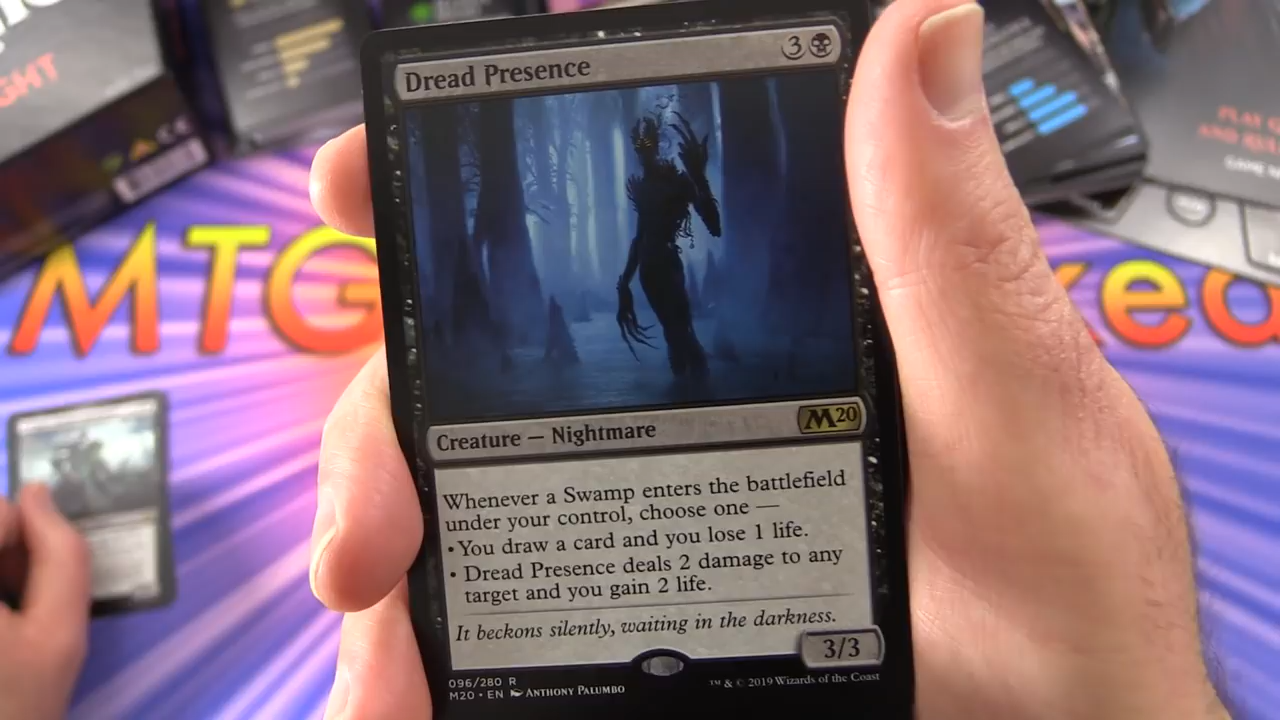 GHT
MTG
xed
Dread Presence
3
Creature — Nightmare
M20
Whenever a Swamp enters the battlefield
under your control, choose one —
• You draw a card and you lose 1 life.
• Dread Presence deals 2 damage to any
target and you gain 2 life.
It beckons silently, waiting in the darkness.
3/3
096/280 R
M20 • EN ANTHONY PALUMBO
™ & © 2019 Wizards of the Coast